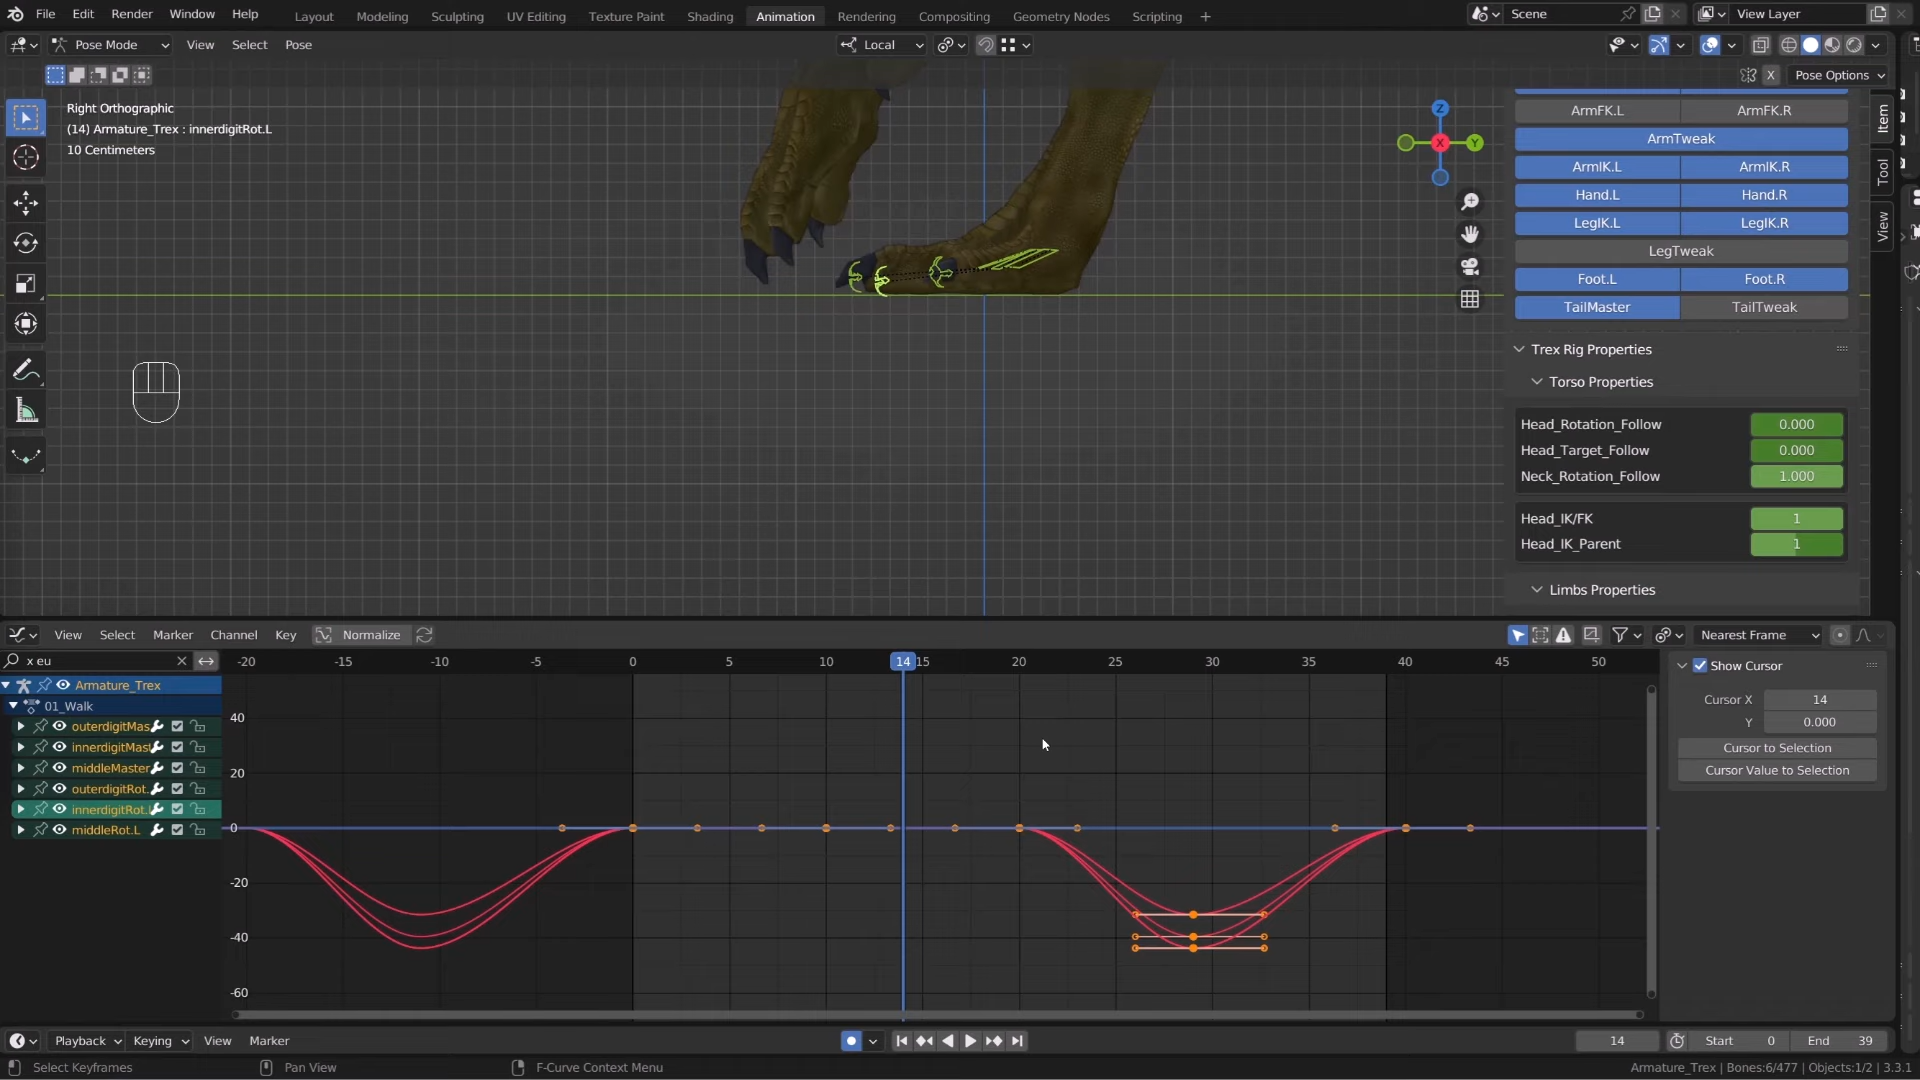 File Edit Render Window Help Layout Modeling Sculpting UV Editing Texture Paint Shading Animation Rendering Compositing Geometry Nodes Scripting + Scene View Layer
Pose Mode View Select Pose Local
X Pose Options
Right Orthographic
(14) Armature_Trex : innerdigitRot.L
10 Centimeters
Z
X Y
Item
Tool
View
ArmFK.L ArmFK.R
ArmTweak
ArmIK.L ArmIK.R
Hand.L Hand.R
LegIK.L LegIK.R
LegTweak
Foot.L Foot.R
TailMaster TailTweak
Trex Rig Properties
Torso Properties
Head_Rotation_Follow 0.000
Head_Target_Follow 0.000
Neck_Rotation_Follow 1.000
Head_IK/FK 1
Head_IK_Parent 1
Limbs Properties
View Select Marker Channel Key Normalize Nearest Frame
x eu -20 -15 -10 -5 0 5 10 14 15 20 25 30 35 40 45 50
Armature_Trex
01_Walk
outerdigitMas
innerdigitMast
middleMaster
outerdigitRot.
innerdigitRot.
middleRot.L
40
20
0
-20
-40
-60
Show Cursor
Cursor X 14
Y 0.000
Cursor to Selection
Cursor Value to Selection
Playback Keying View Marker 14 Start 0 End 39
Select Keyframes Pan View F-Curve Context Menu Armature_Trex | Bones:6/477 | Objects:1/2 | 3.3.1